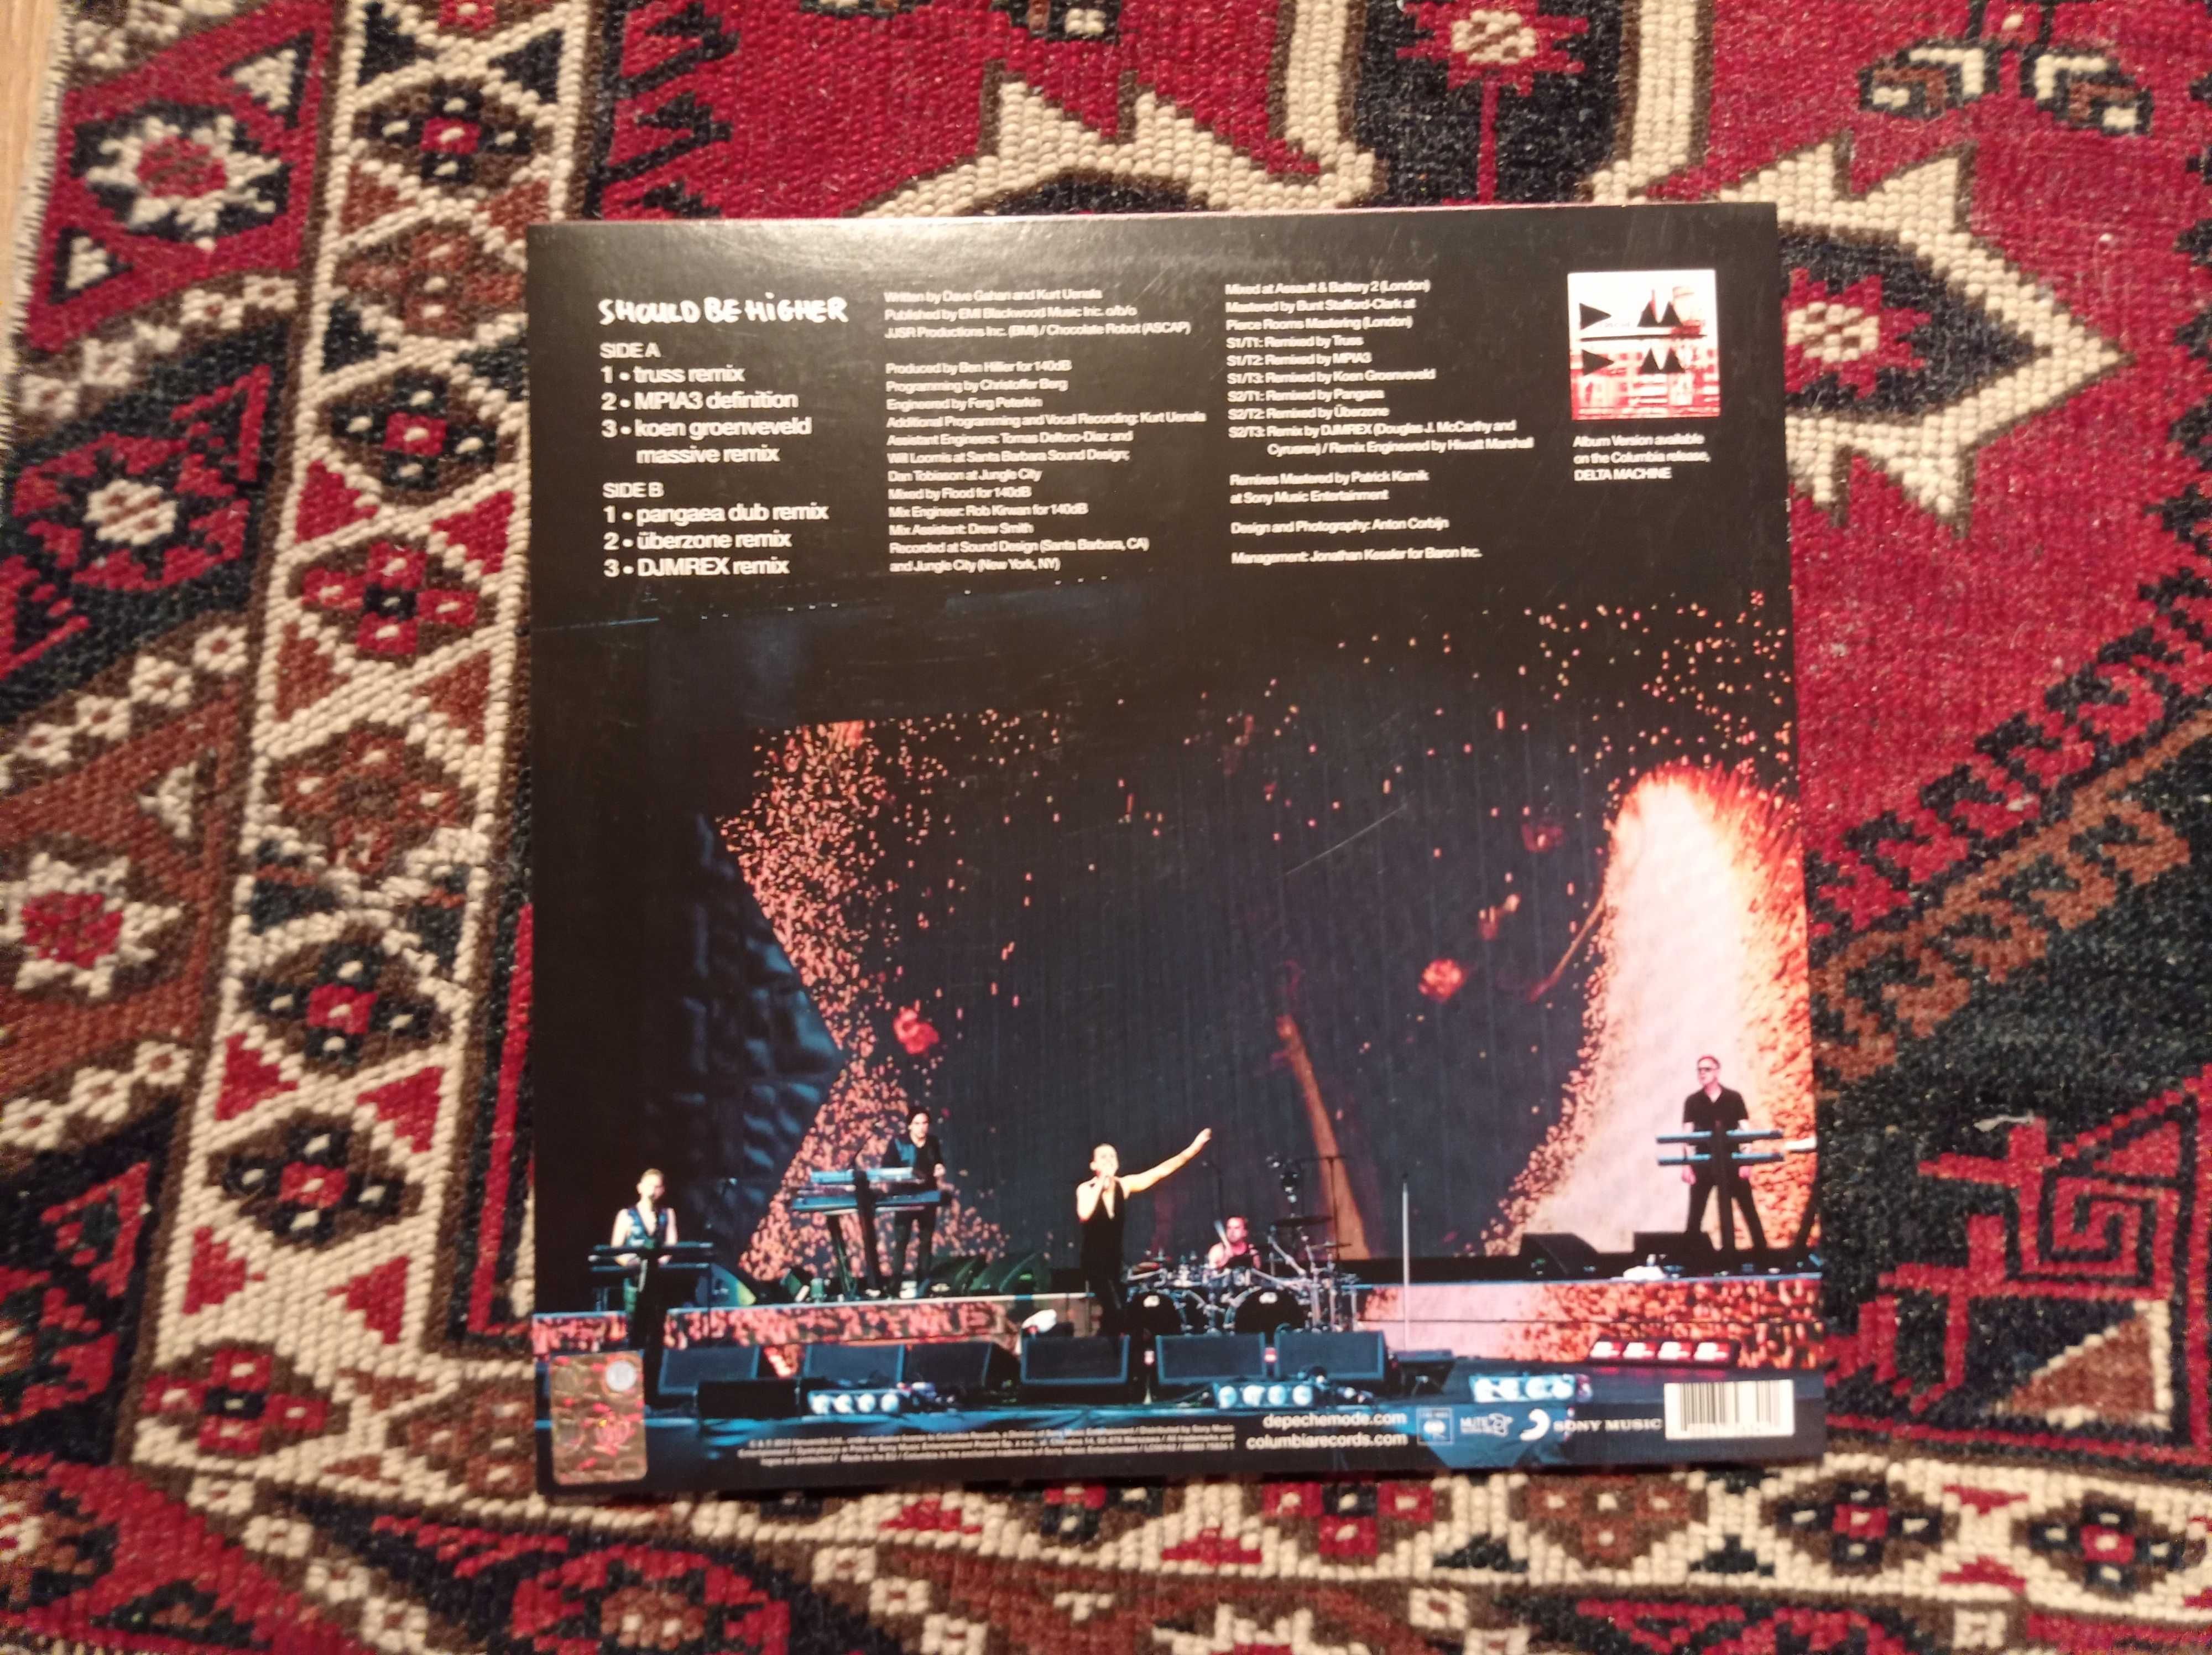 SHOULD BE HiGHER
SIDE A
1 • truss remix
2 • MPIA3 definition
3 • koen groenveveld
massive remix
SIDE B
1 • pangaea dub remix
2 • überzone remix
3 • DJMREX remix
Written by Dave Gahan and Kurt Uenala
Published by EMI Blackwood Music Inc. o/b/o
JJSR Productions Inc. (BMI) / Chocolate Robot (ASCAP)
Produced by Ben Hillier for 140dB
Programming by Christoffer Berg
Engineered by Ferg Peterkin
Additional Programming and Vocal Recording: Kurt Uenala
Assistant Engineers: Tomas Deltoro-Diaz and
Will Loomis at Santa Barbara Sound Design;
Dan Tobiason at Jungle City
Mixed by Flood for 140dB
Mix Engineer: Rob Kirwan for 140dB
Mix Assistant: Drew Smith
Recorded at Sound Design (Santa Barbara, CA)
and Jungle City (New York, NY)
Mixed at Assault & Battery 2 (London)
Mastered by Bunt Stafford-Clark at
Pierce Rooms Mastering (London)
S1/T1: Remixed by Truss
S1/T2: Remixed by MPIA3
S1/T3: Remixed by Koen Groenveveld
S2/T1: Remixed by Pangaea
S2/T2: Remixed by Überzone
S2/T3: Remix by DJMREX (Douglas J. McCarthy and
Cyrusrex) / Remix Engineered by Hiwatt Marshall
Remixes Mastered by Patrick Karnik
at Sony Music Entertainment
Design and Photography: Anton Corbijn
Management: Jonathan Kessler for Baron Inc.
Album Version available
on the Columbia release,
DELTA MACHINE
depechemode.com
columbiarecords.com
MUTE
SONY MUSIC